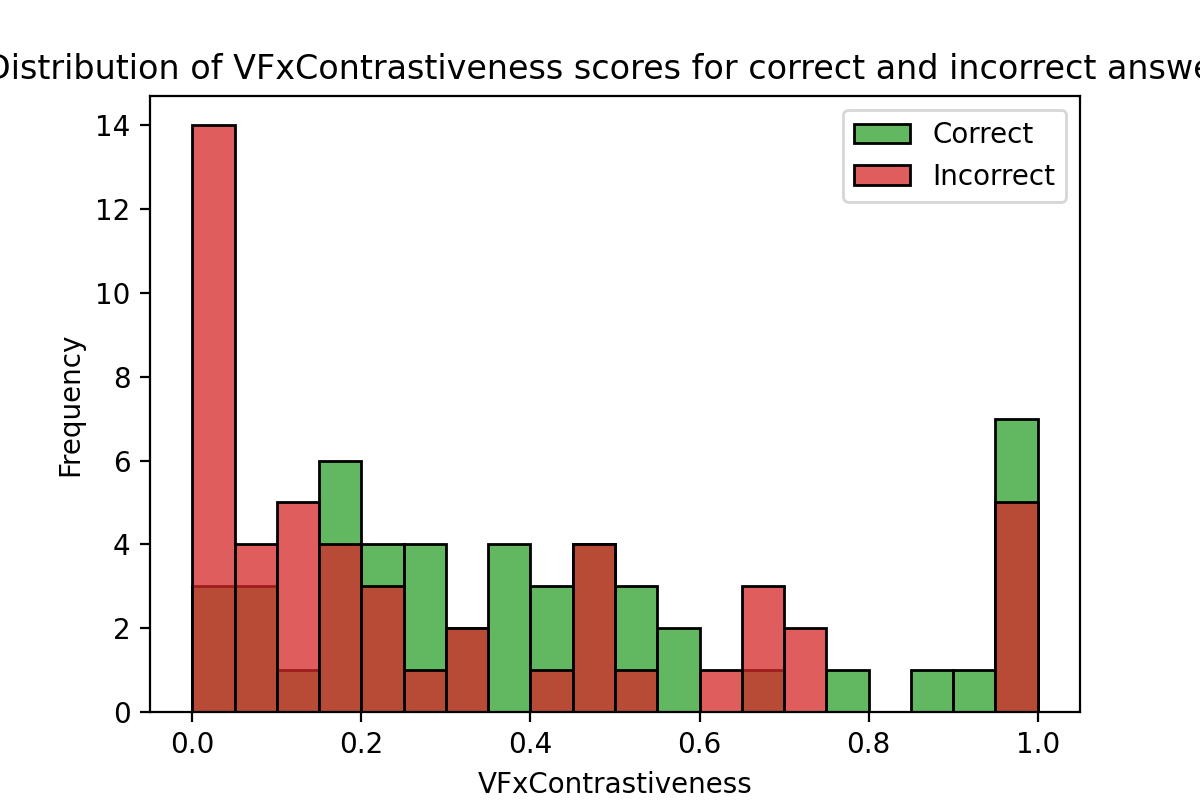 Distribution of VFxContrastiveness scores for correct and incorrect answe
Correct
Incorrect
Frequency
14
12
10
8
6
4
2
0
0.0 0.2 0.4 0.6 0.8 1.0
VFxContrastiveness